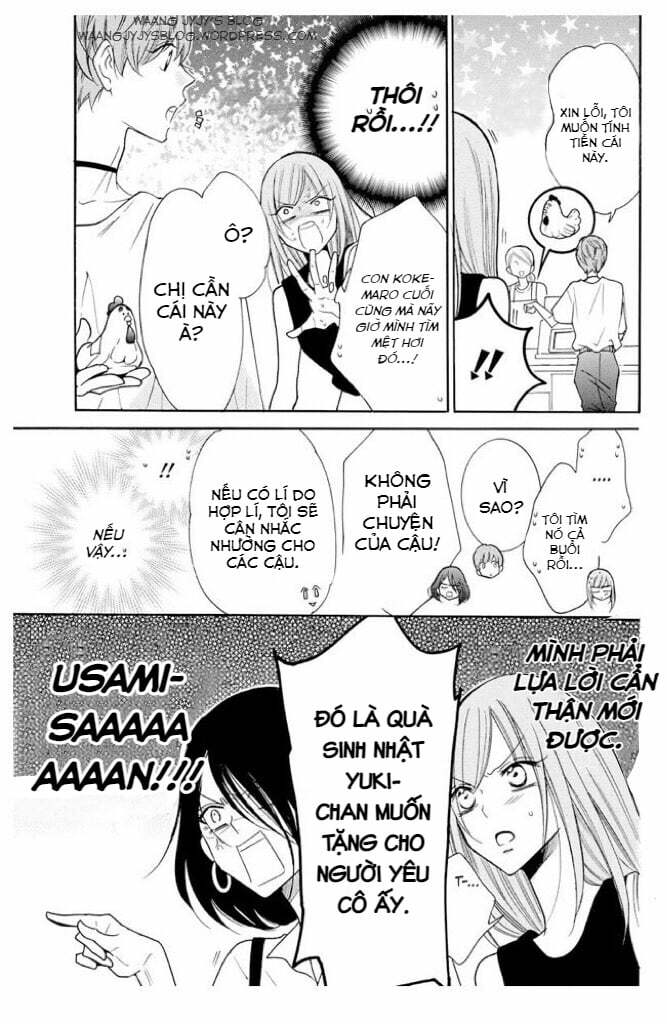 WAANG JYJY'S BLOG
WAANGJYJYSBLOG.WORDPRESS.COM
XIN LỖI, TÔI
MUỐN TÍNH
TIỀN CÁI
NÀY.
!!
THÔI
RỒI....!!
CON KOKE-
MARO CUỐI
CÙNG MÀ NÃY
GIỜ MÌNH TÌM
MỆT HƠI
ĐÓ...!
Ô?
CHỊ CẦN
CÁI NÀY
À?
....
TÔI TÌM
NÓ CẢ
BUỔI
RỒI...
VÌ
SAO?
KHÔNG
PHẢI
CHUYỆN
CỦA CẬU!
NẾU CÓ LÍ DO
HỢP LÍ, TÔI SẼ
CÂN NHẮC
NHƯỜNG CHO
CÁC CẬU.
!!
NẾU
VẬY...
MÌNH PHẢI
LỰA LỜI CẨN
THẬN MỚI
ĐƯỢC.
T-...
ĐÓ LÀ QUÀ
SINH NHẬT
YUKI-
CHAN MUỐN
TẶNG CHO
NGƯỜI YÊU
CÔ ẤY.
USAMI-
SAAAAA
AAAAN!!!